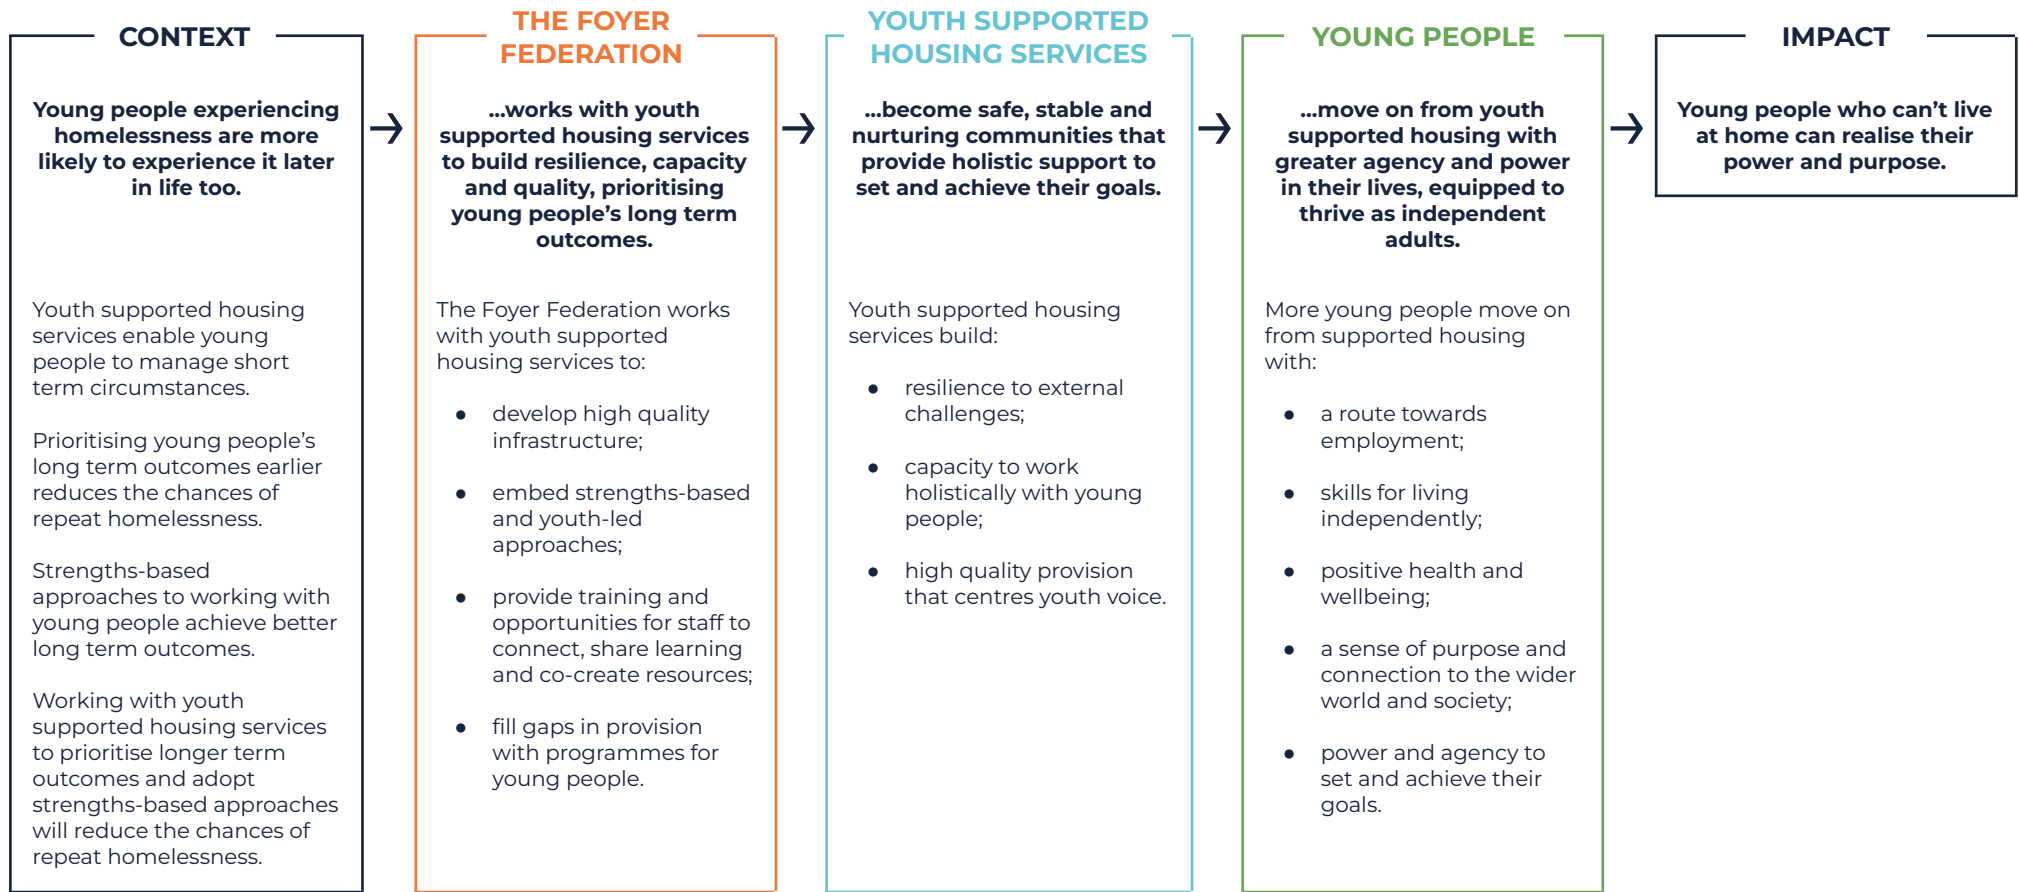 CONTEXT
Young people experiencing
homelessness are more
likely to experience it later
in life too.
Youth supported housing
services enable young
people to manage short
term circumstances.
Prioritising young people's
long term outcomes earlier
reduces the chances of
repeat homelessness.
Strengths-based
approaches to working with
young people achieve better
long term outcomes.
Working with youth
supported housing services
to prioritise longer term
outcomes and adopt
strengths-based approaches
will reduce the chances of
repeat homelessness.
THE FOYER
FEDERATION
...works with youth
supported housing services
to build resilience, capacity
and quality, prioritising
young people's long term
outcomes.
The Foyer Federation works
with youth supported
housing services to:
● develop high quality
infrastructure;
● embed strengths-based
and youth-led
approaches;
● provide training and
opportunities for staff to
connect, share learning
and co-create resources;
● fill gaps in provision
with programmes for
young people.
YOUTH SUPPORTED
HOUSING SERVICES
...become safe, stable and
nurturing communities that
provide holistic support to
set and achieve their goals.
Youth supported housing
services build:
● resilience to external
challenges;
● capacity to work
holistically with young
people;
● high quality provision
that centres youth voice.
YOUNG PEOPLE
...move on from youth
supported housing with
greater agency and power
in their lives, equipped to
thrive as independent
adults.
More young people move on
from supported housing
with:
● a route towards
employment;
● skills for living
independently;
● positive health and
wellbeing;
● a sense of purpose and
connection to the wider
world and society;
● power and agency to
set and achieve their
goals.
IMPACT
Young people who can't live
at home can realise their
power and purpose.